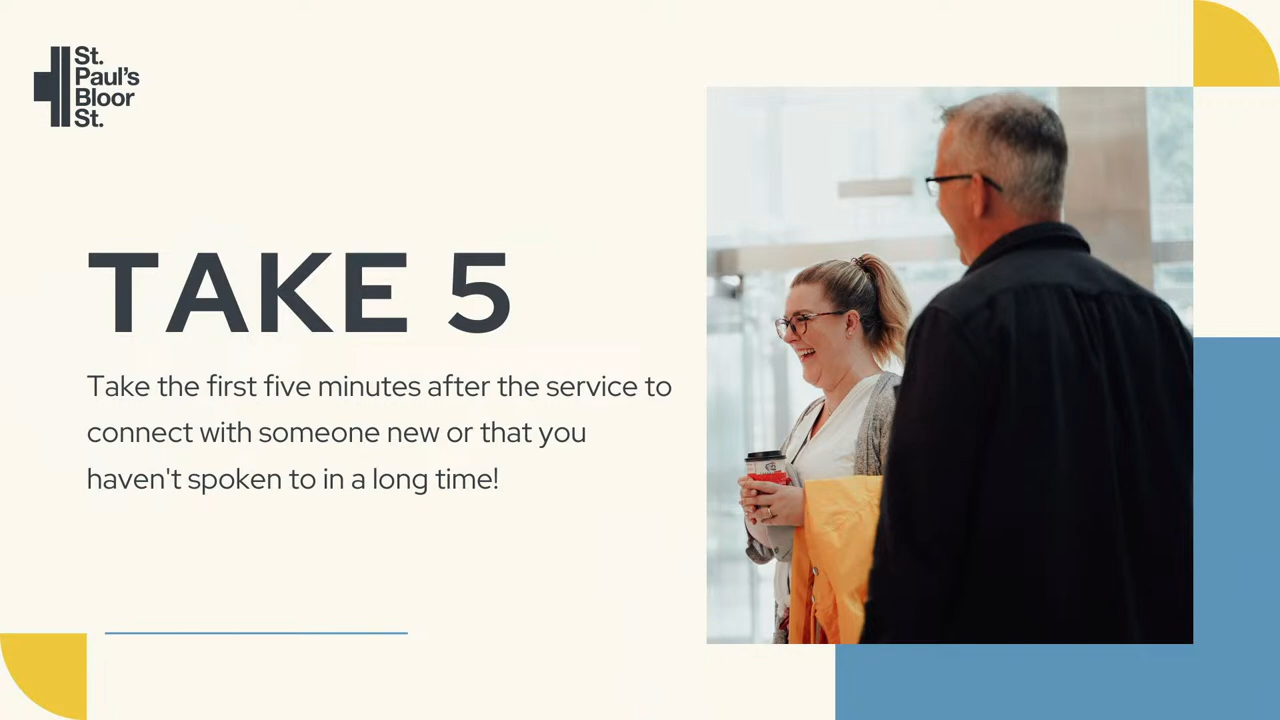 St.
Paul's
Bloor
St.
TAKE 5
Take the first five minutes after the service to
connect with someone new or that you
haven't spoken to in a long time!